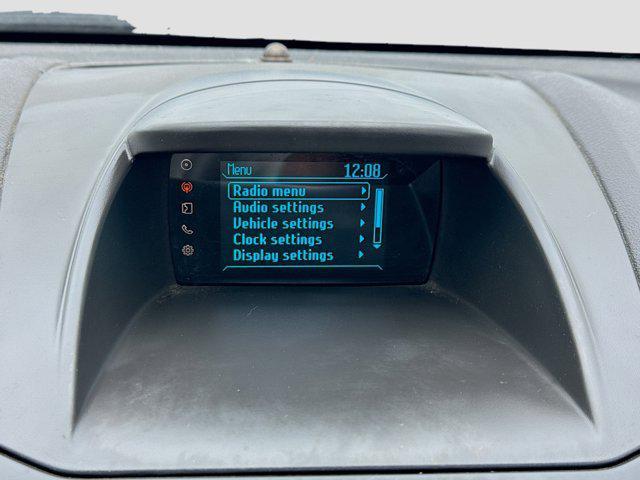 Menu 12:08
Radio menu
Audio settings
Vehicle settings
Clock settings
Display settings